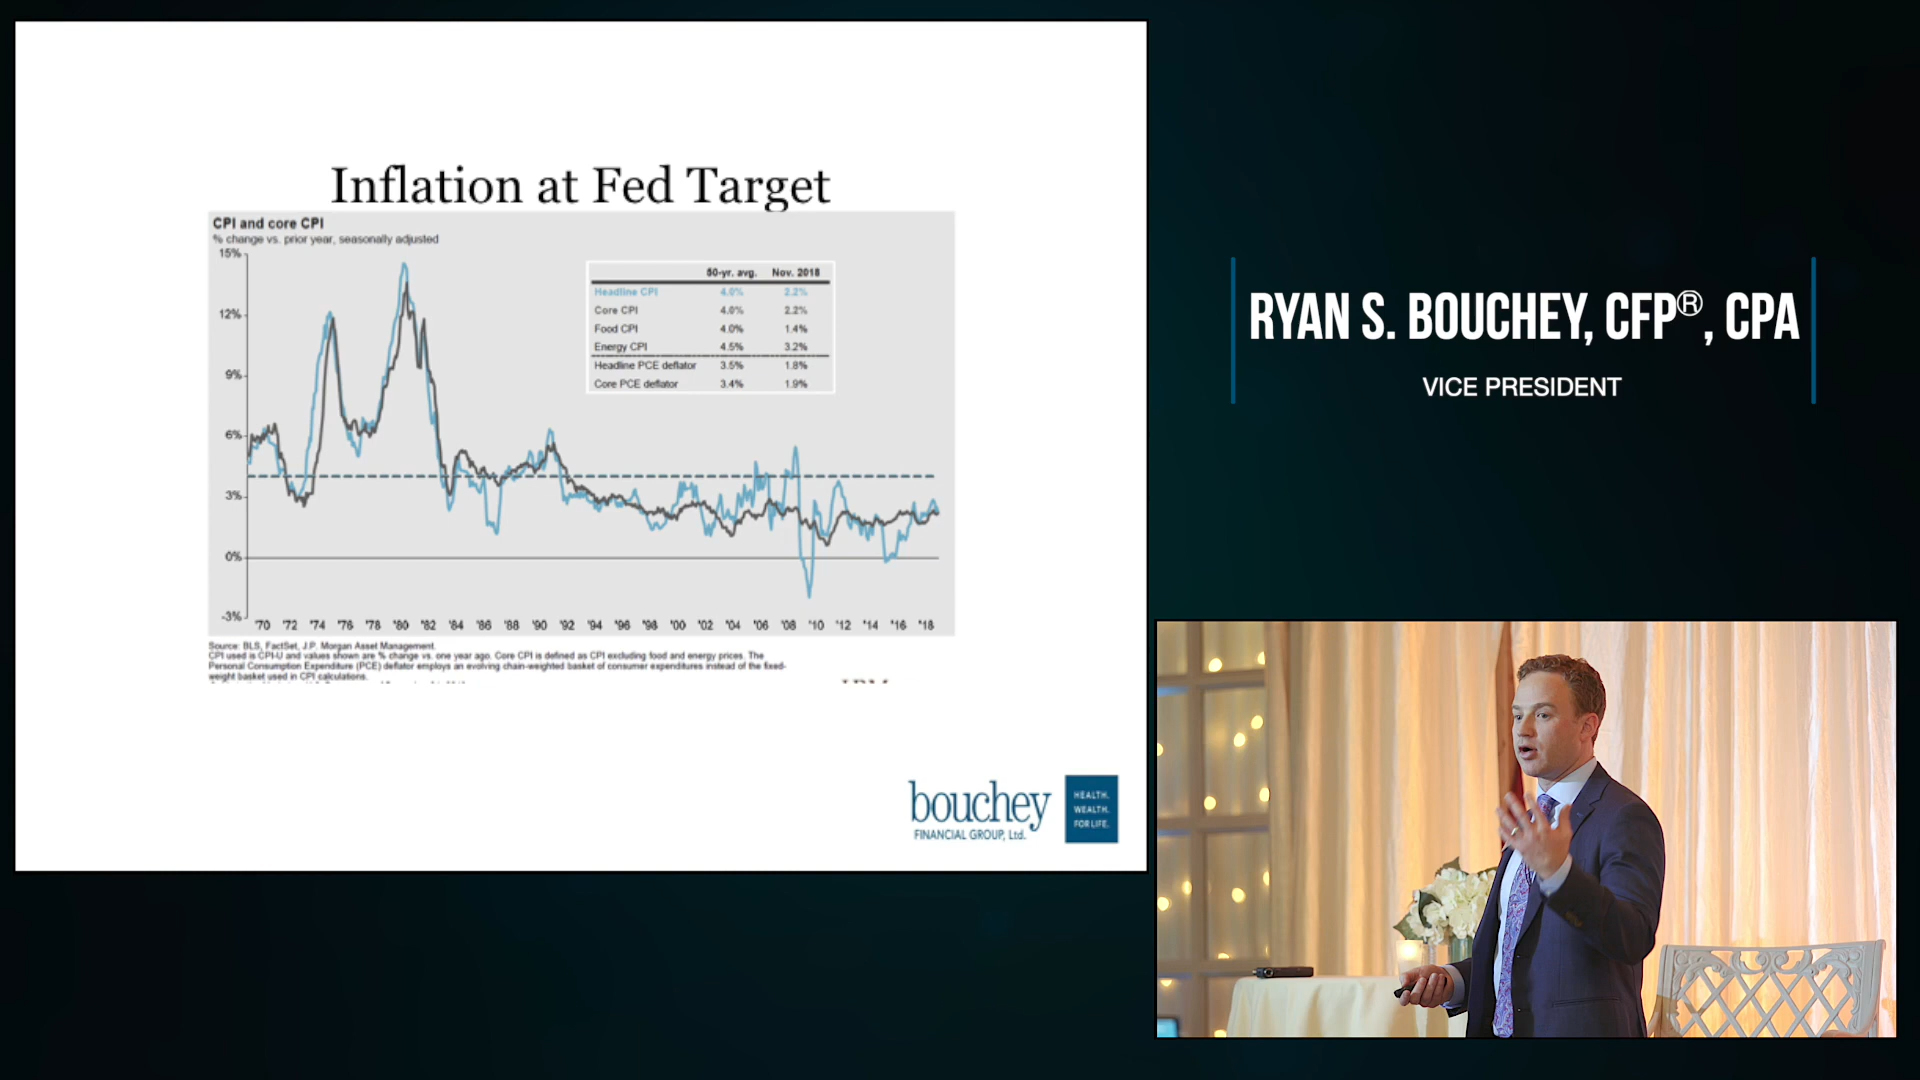 Inflation at Fed Target
CPI and core CPI
% change vs. prior year, seasonally adjusted
15%
12%
9%
6%
3%
0%
-3%
50-yr. avg. Nov. 2018
Headline CPI 4.0% 2.2%
Core CPI 4.0% 2.2%
Food CPI 4.0% 1.4%
Energy CPI 4.5% 3.2%
Headline PCE deflator 3.5% 1.8%
Core PCE deflator 3.4% 1.9%
'70 '72 '74 '76 '78 '80 '82 '84 '86 '88 '90 '92 '94 '96 '98 '00 '02 '04 '06 '08 '10 '12 '14 '16 '18
Source: BLS, FactSet, J.P. Morgan Asset Management.
CPI used is CPI-U and values shown are % change vs. one year ago. Core CPI is defined as CPI excluding food and energy prices. The
Personal Consumption Expenditure (PCE) deflator employs an evolving chain-weighted basket of consumer expenditures instead of the fixed-
weight basket used in CPI calculations.
bouchey
FINANCIAL GROUP, Ltd.
HEALTH.
WEALTH.
FOR LIFE.
RYAN S. BOUCHEY, CFP®, CPA
VICE PRESIDENT